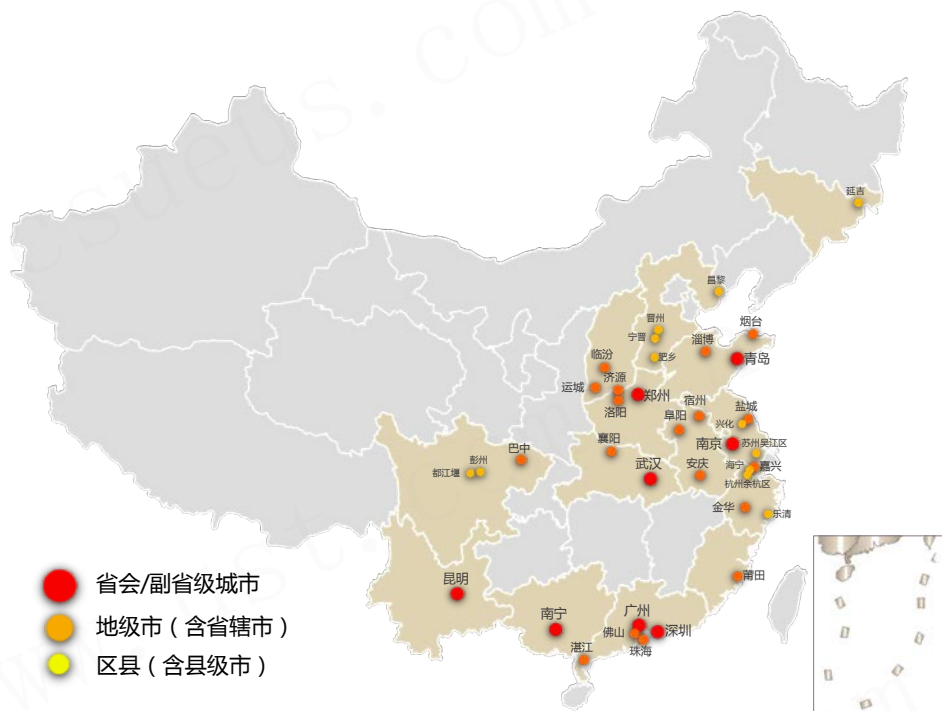 延吉
昌黎
晋州
宁晋
肥乡
烟台
淄博
青岛
临汾
运城
济源
洛阳
郑州
宿州
阜阳
盐城
兴化
南京
苏州吴江区
襄阳
武汉
安庆
海宁
嘉兴
杭州余杭区
金华
乐清
巴中
彭州
都江堰
莆田
昆明
南宁
广州
深圳
佛山
珠海
湛江
省会/副省级城市
地级市（含省辖市）
区县（含县级市）